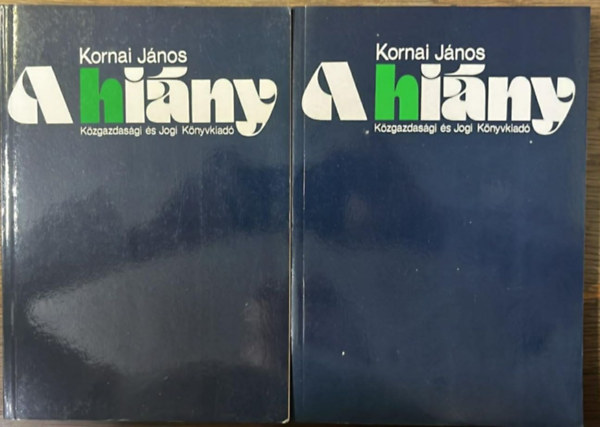 Kornai János
A hiány
Közgazdasági és Jogi Könyvkiadó
Kornai János
A hiány
Közgazdasági és Jogi Könyvkiadó